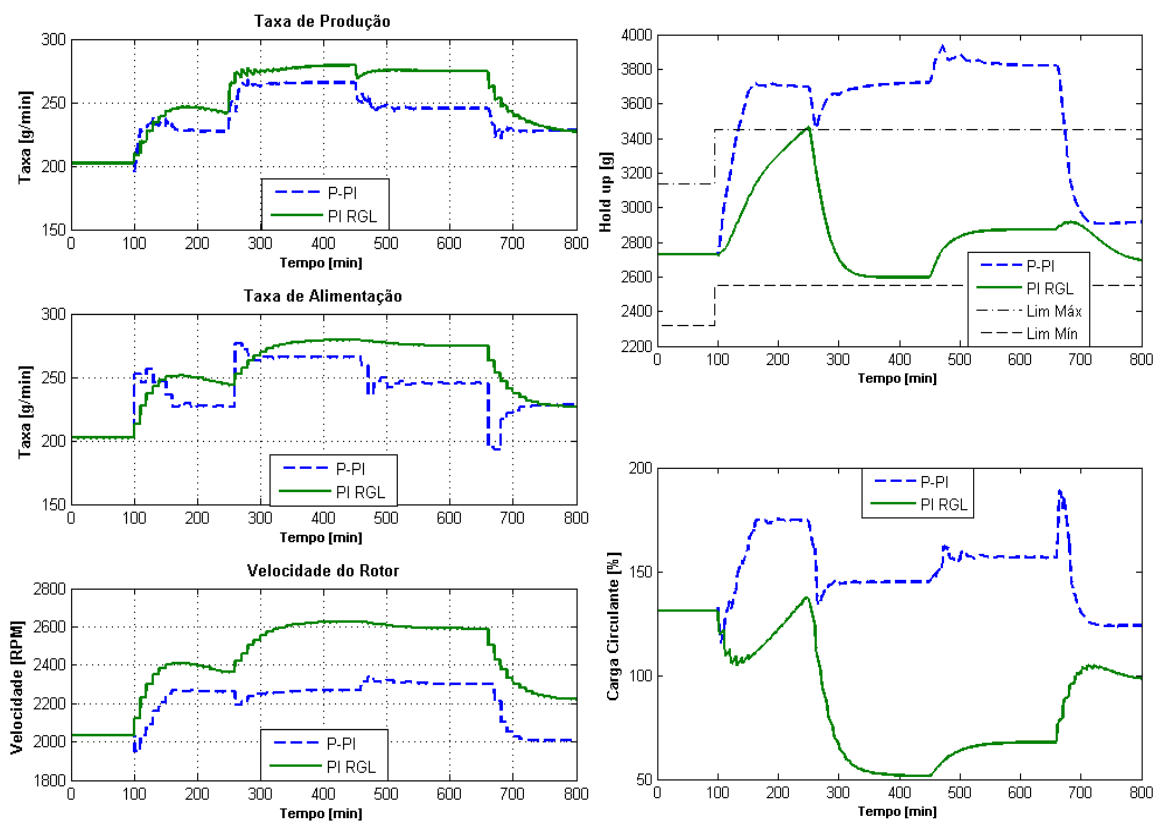 Taxa de Produção
Taxa [g/min]
300
250
200
150
0 100 200 300 400 500 600 700 800
Tempo [min]
P-PI
PI RGL
Taxa de Alimentação
Taxa [g/min]
300
250
200
150
0 100 200 300 400 500 600 700 800
Tempo [min]
P-PI
PI RGL
Velocidade do Rotor
Velocidade [RPM]
2800
2600
2400
2200
2000
1800
0 100 200 300 400 500 600 700 800
Tempo [min]
P-PI
PI RGL
Hold up [g]
4000
3800
3600
3400
3200
3000
2800
2600
2400
2200
0 100 200 300 400 500 600 700 800
Tempo [min]
P-PI
PI RGL
Lim Máx
Lim Mín
Carga Circulante [%]
200
150
100
50
0 100 200 300 400 500 600 700 800
Tempo [min]
P-PI
PI RGL